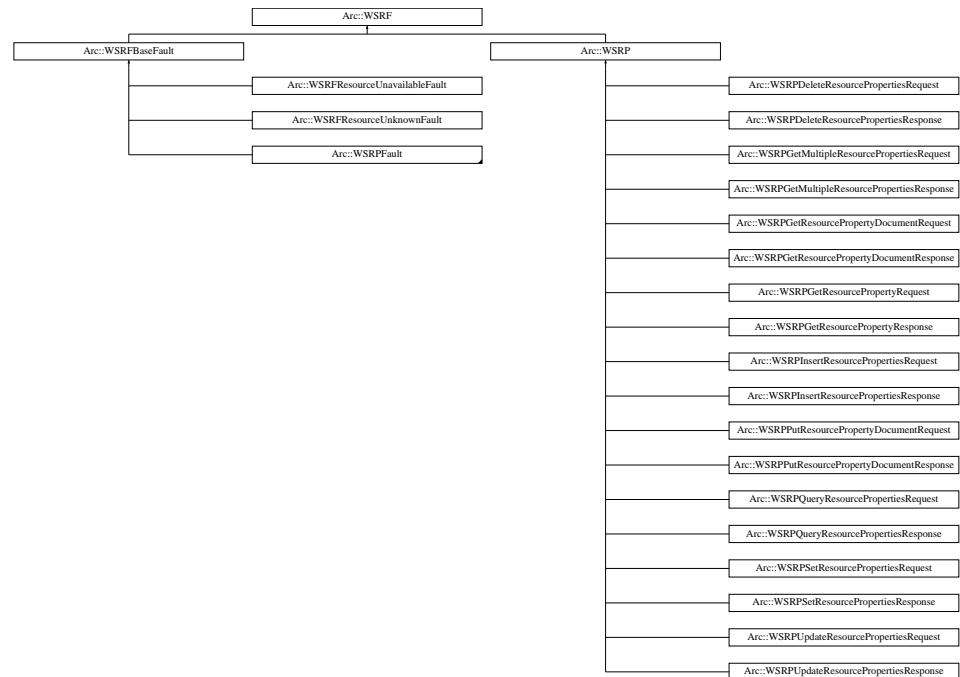 Arc::WSRF
Arc::WSRFBaseFault
Arc::WSRP
Arc::WSRFResourceUnavailableFault
Arc::WSRPDeleteResourcePropertiesRequest
Arc::WSRFResourceUnknownFault
Arc::WSRPDeleteResourcePropertiesResponse
Arc::WSRPFault
Arc::WSRPGetMultipleResourcePropertiesRequest
Arc::WSRPGetMultipleResourcePropertiesResponse
Arc::WSRPGetResourcePropertyDocumentRequest
Arc::WSRPGetResourcePropertyDocumentResponse
Arc::WSRPGetResourcePropertyRequest
Arc::WSRPGetResourcePropertyResponse
Arc::WSRPInsertResourcePropertiesRequest
Arc::WSRPInsertResourcePropertiesResponse
Arc::WSRPPutResourcePropertyDocumentRequest
Arc::WSRPPutResourcePropertyDocumentResponse
Arc::WSRPQueryResourcePropertiesRequest
Arc::WSRPQueryResourcePropertiesResponse
Arc::WSRPSetResourcePropertiesRequest
Arc::WSRPSetResourcePropertiesResponse
Arc::WSRPUpdateResourcePropertiesRequest
Arc::WSRPUpdateResourcePropertiesResponse